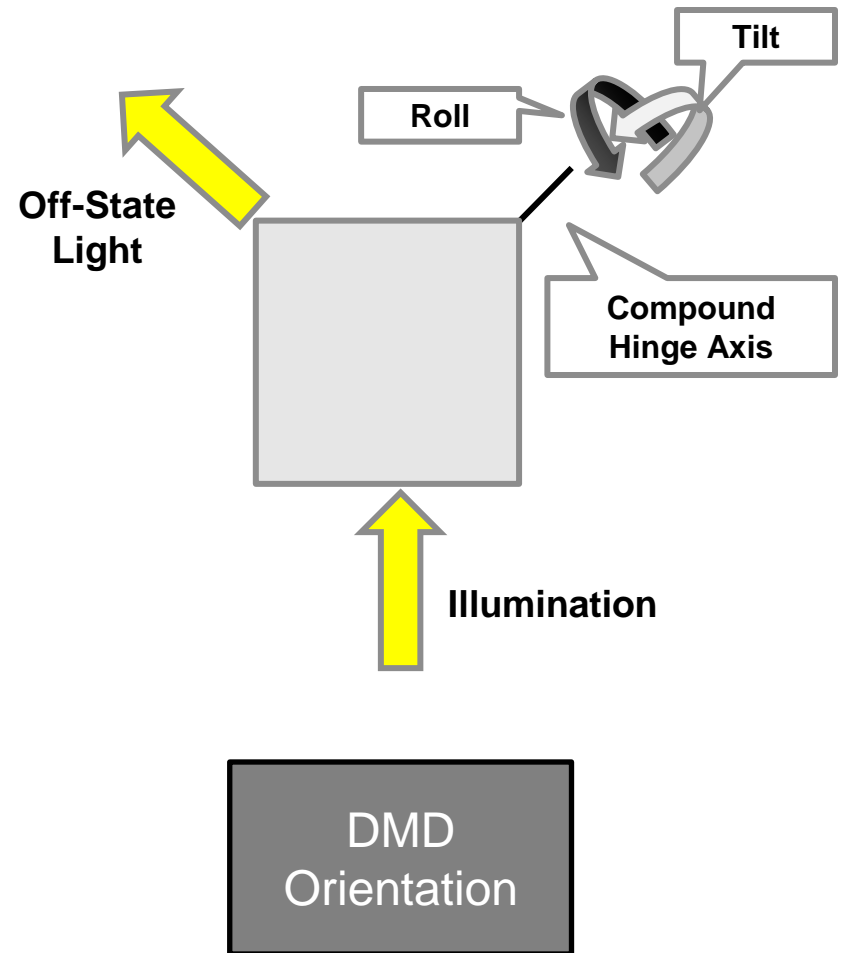 Tilt
Roll
Off-State
Light
Compound
Hinge Axis
Illumination
DMD
Orientation